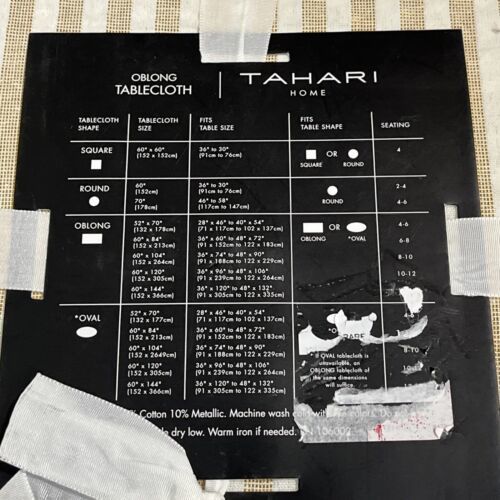 OBLONG
TABLECLOTH
TAHARI
HOME
TABLECLOTH SHAPE TABLECLOTH SIZE FITS TABLE SIZE FITS TABLE SHAPE SEATING
SQUARE 60" x 60" 36" to 30" OR 4
(152 x 152cm) (91cm to 76cm) SQUARE ROUND
ROUND 60" 36" to 30" 2-4
(152cm) (91cm to 76cm)
70" 46" to 58" 4-6
(178cm) (117cm to 147cm)
OBLONG 52" x 70" 28" x 46" to 40" x 54" OR 4-6
(132 x 178cm) (71 x 117cm to 102 x 137cm) OBLONG *OVAL
60" x 84" 36" x 60" to 48" x 72" 6-8
(152 x 213cm) (91 x 152cm to 122 x 183cm)
60" x 104" 36" x 74" to 48" x 90" 8-10
(152 x 264cm) (91 x 188cm to 122 x 229cm)
60" x 120" 36" x 96" to 48" x 106" 10-12
(152 x 305cm) (91 x 239cm to 122 x 264cm)
60" x 144" 36" x 120" to 48" x 132"
(152 x 366cm) (91 x 305cm to 122 x 335cm)
*OVAL 52" x 70" 28" x 46" to 40" x 54"
(132 x 178cm) (71 x 117cm to 102 x 137cm)
60" x 84" 36" x 60" to 48" x 72"
(152 x 213cm) (91 x 152cm to 122 x 183cm)
60" x 104" 36" x 74" to 48" x 90" 8-10
(152 x 2649cm) (91 x 188cm to 122 x 229cm)
60" x 120" 36" x 96" to 48" x 106"
(152 x 305cm) (91 x 239cm to 122 x 264cm)
60" x 144" 36" x 120" to 48" x 132"
(152 x 366cm) (91 x 305cm to 122 x 335cm)
* If OVAL tablecloth is
unavailable, an
OBLONG tablecloth of
the same dimensions
will suffice.
% Cotton 10% Metallic. Machine wash cold
dry low. Warm iron if needed. 106002